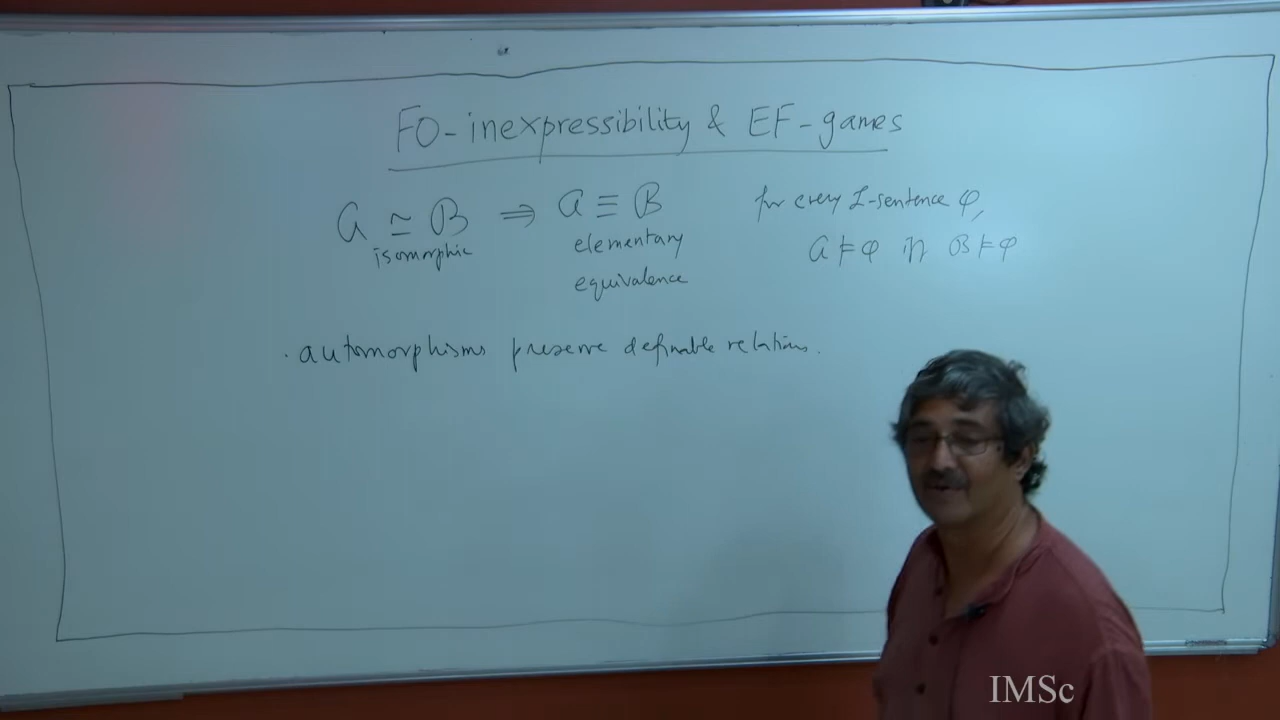 FO-inexpressibility & EF-games
𝒜 ≃ ℬ ⇒ 𝒜 ≡ ℬ for every L-sentence φ,
isomorphic elementary equivalence 𝒜 ⊨ φ iff ℬ ⊨ φ
· automorphisms preserve definable relations.
IMSc